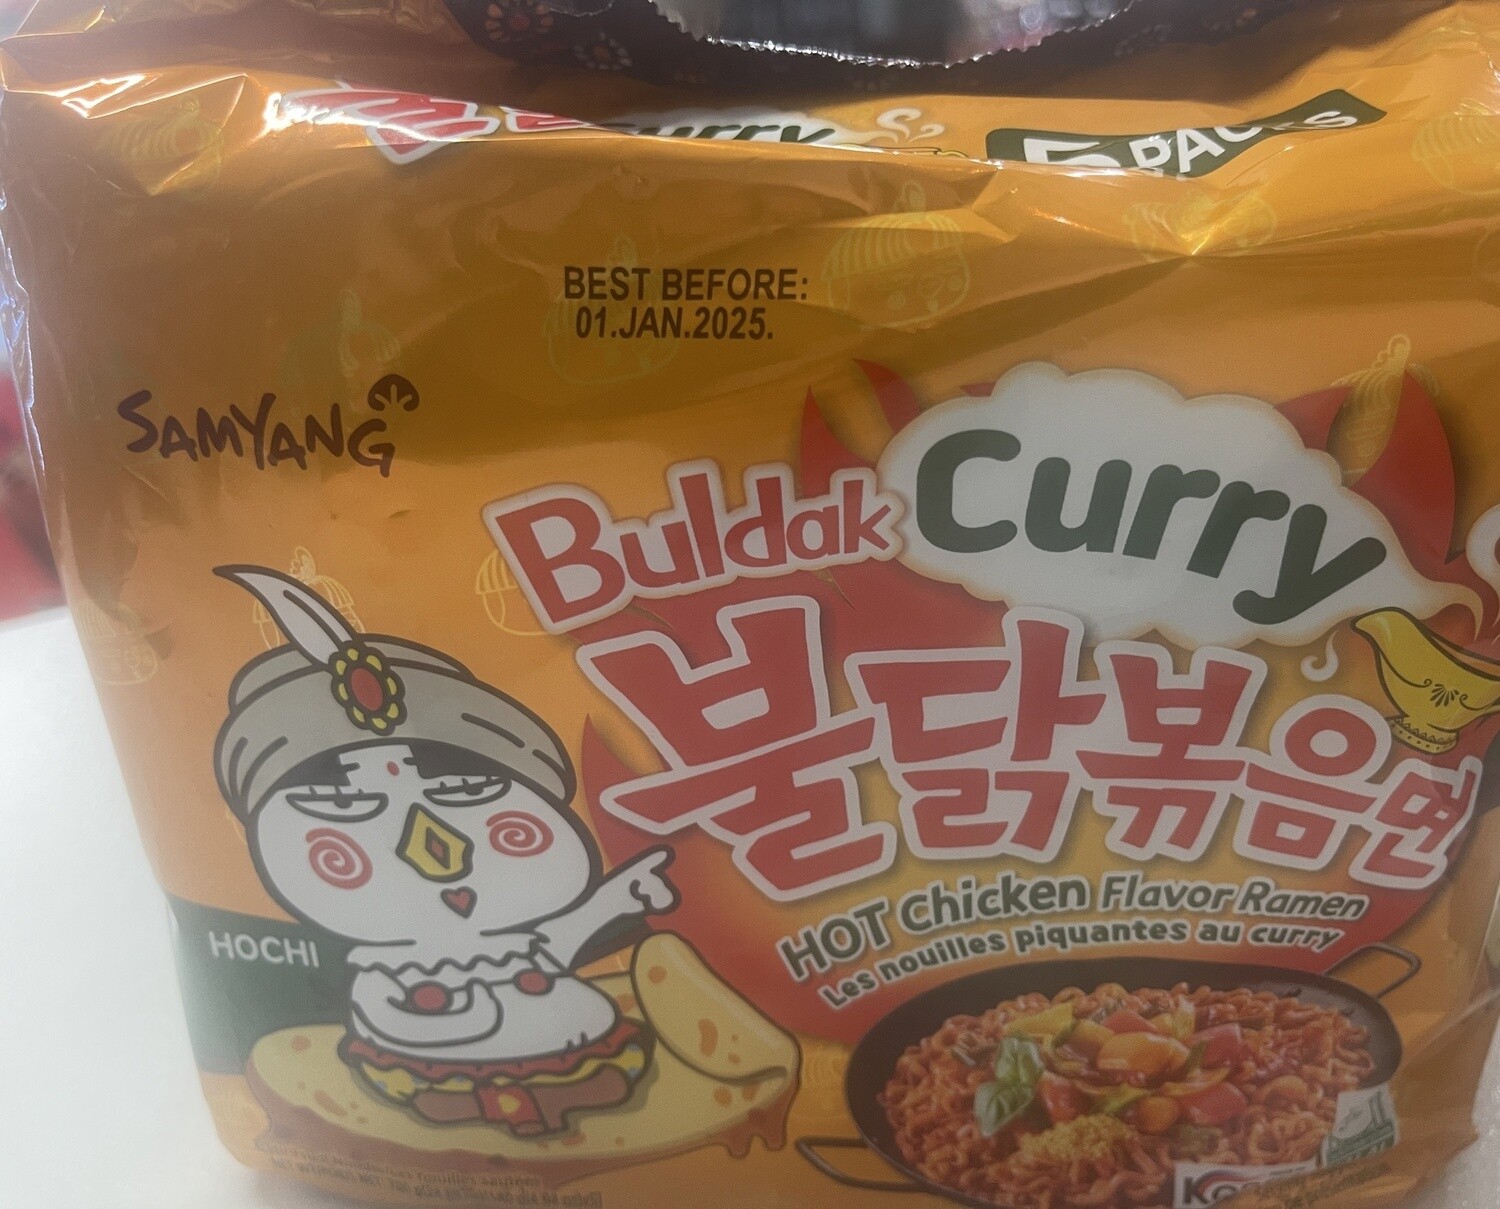 Curry
5 PACKS
BEST BEFORE:
01.JAN.2025.
SAMYANG
Buldak Curry
불닭볶음면
HOT Chicken Flavor Ramen
Les nouilles piquantes au curry
HOCHI